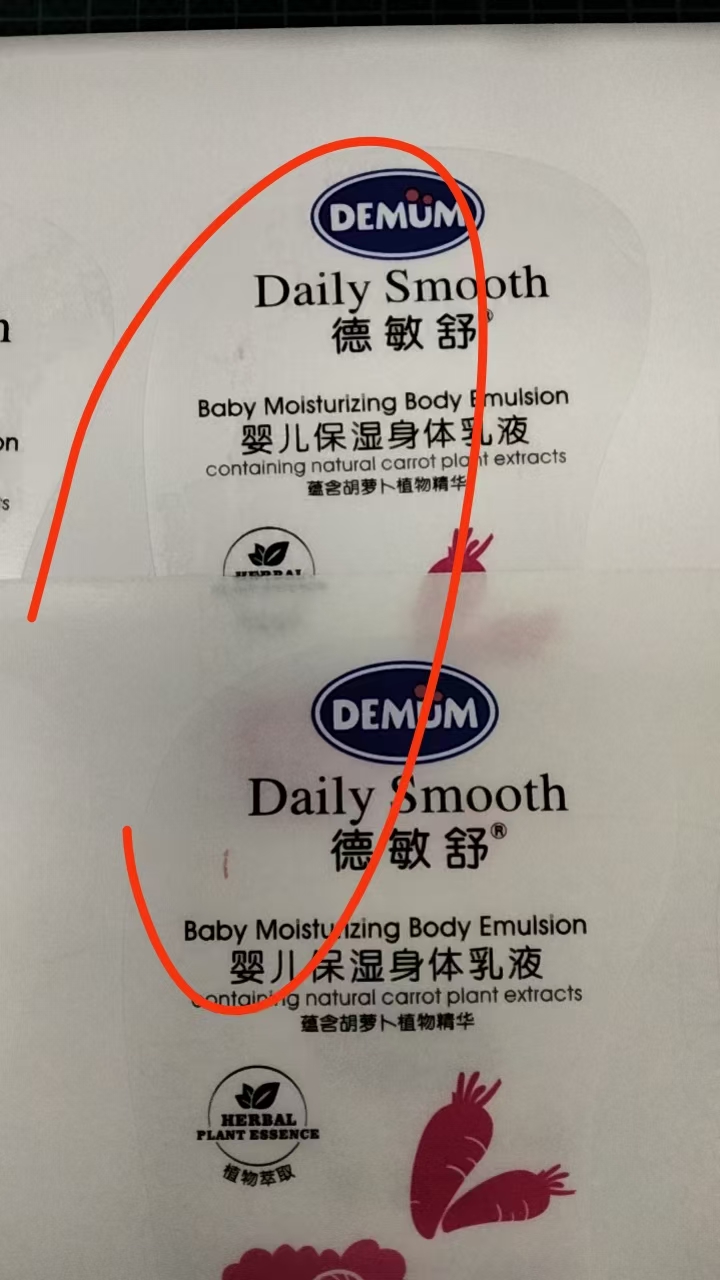 DEMÜM
Daily Smooth
德敏舒®
Baby Moisturizing Body Emulsion
婴儿保湿身体乳液
containing natural carrot plant extracts
蕴含胡萝卜植物精华
HERBAL
n
on
s
DEMÜM
Daily Smooth
德敏舒®
Baby Moisturizing Body Emulsion
婴儿保湿身体乳液
containing natural carrot plant extracts
蕴含胡萝卜植物精华
HERBAL
PLANT ESSENCE
植物萃取